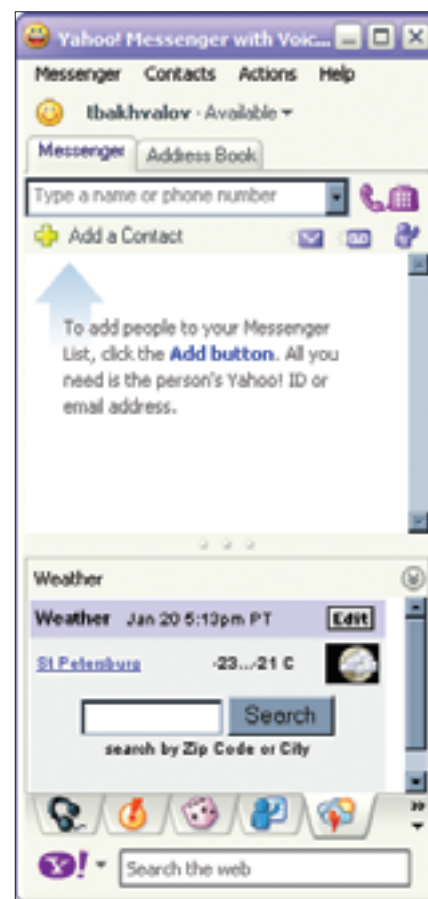 Yahoo! Messenger with Voic...
Messenger Contacts Actions Help
tbakhvalov - Available
Messenger Address Book
Type a name or phone number
Add a Contact
To add people to your Messenger
List, click the Add button. All you
need is the person's Yahoo! ID or
email address.
Weather
Weather Jan 20 5:13pm PT Edit
St Petersburg -23...-21 C
Search
search by Zip Code or City
Y!
Search the web